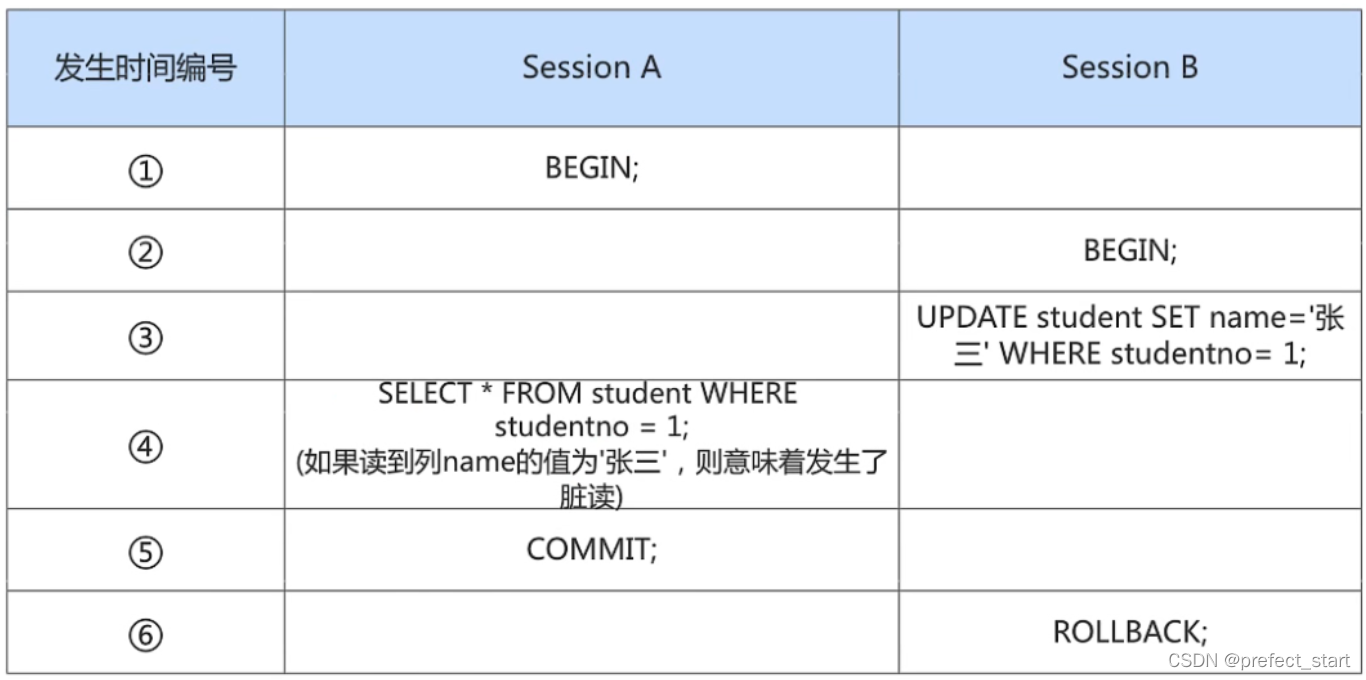 发生时间编号 Session A Session B
① BEGIN;
② BEGIN;
③ UPDATE student SET name='张
三' WHERE studentno= 1;
④ SELECT * FROM student WHERE
studentno = 1;
(如果读到列name的值为'张三'，则意味着发生了
脏读)
⑤ COMMIT;
⑥ ROLLBACK;
CSDN @prefect_start